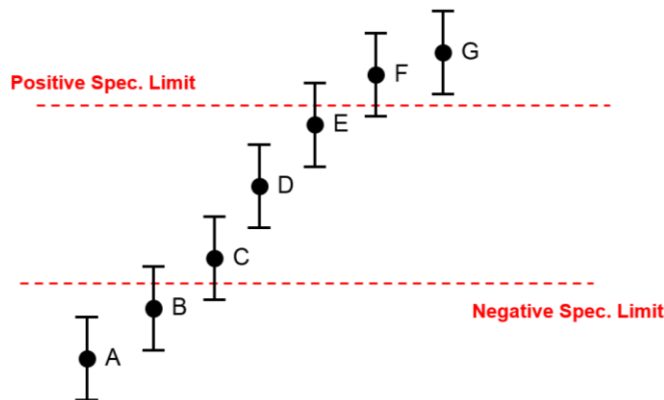 G
F
Positive Spec. Limit
E
D
C
B
Negative Spec. Limit
A